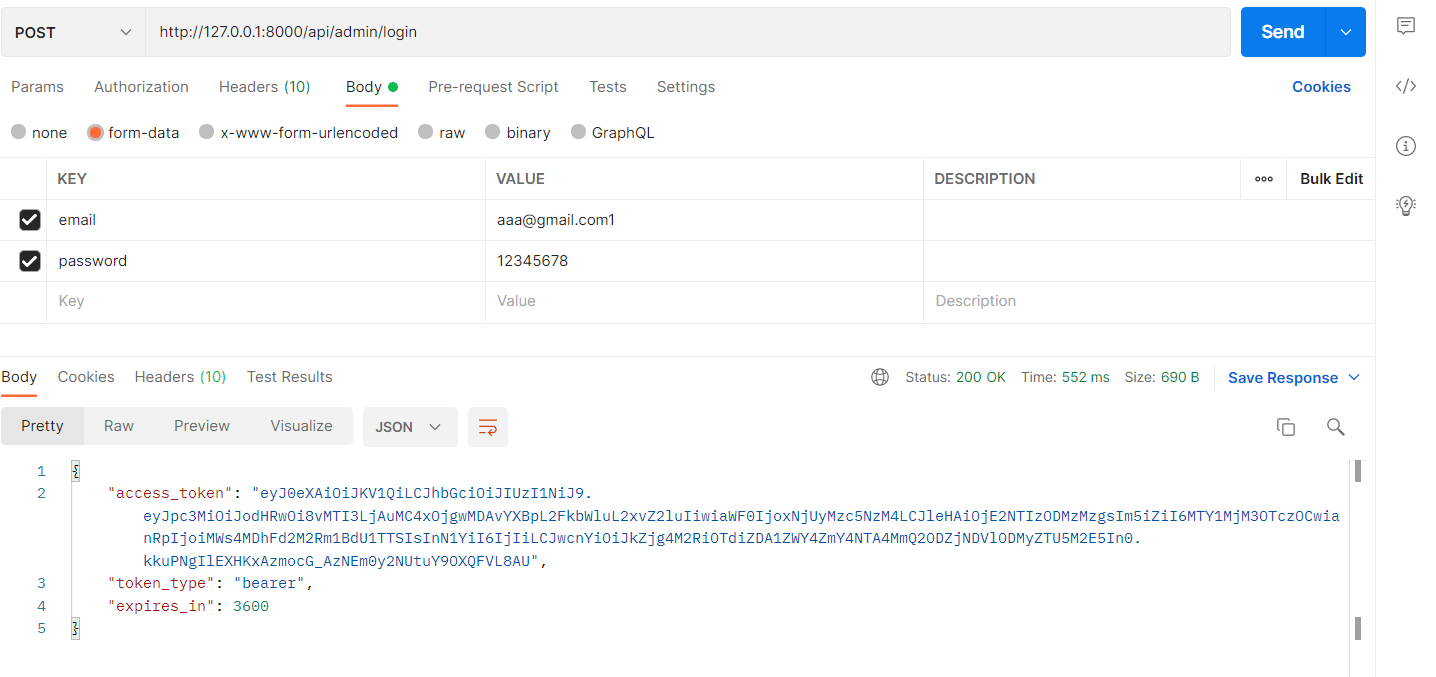 POST http://127.0.0.1:8000/api/admin/login Send
Params Authorization Headers (10) Body Pre-request Script Tests Settings Cookies
none form-data x-www-form-urlencoded raw binary GraphQL
KEY VALUE DESCRIPTION Bulk Edit
email aaa@gmail.com1
password 12345678
Key Value Description
Body Cookies Headers (10) Test Results Status: 200 OK Time: 552 ms Size: 690 B Save Response
Pretty Raw Preview Visualize JSON
1 {
2 "access_token": "eyJ0eXAiOiJKV1QiLCJhbGciOiJIUzI1NiJ9.
eyJpc3MiOiJodHRwOi8vMTI3LjAuMC4xOjgwMDAvYXBpL2FkbWluL2xvZ2luIiwiaWF0IjoxNjUyMzc5NzM4LCJleHAiOjE2NTIzODMzMzgsIm5iZiI6MTY1MjM3OTczOCwia
nRpIjoiMWs4MDhFd2M2Rm1BdU1TTSIsInN1YiI6IjIiLCJwcnYiOiJkZjg4M2RiOTdiZDA1ZWY4ZmY4NTA4MmQ2ODZjNDVlODMyZTU5M2E5In0.
kkuPNgIlEXHKxAzmocG_AzNEm0y2NUtuY9OXQFVL8AU",
3 "token_type": "bearer",
4 "expires_in": 3600
5 }